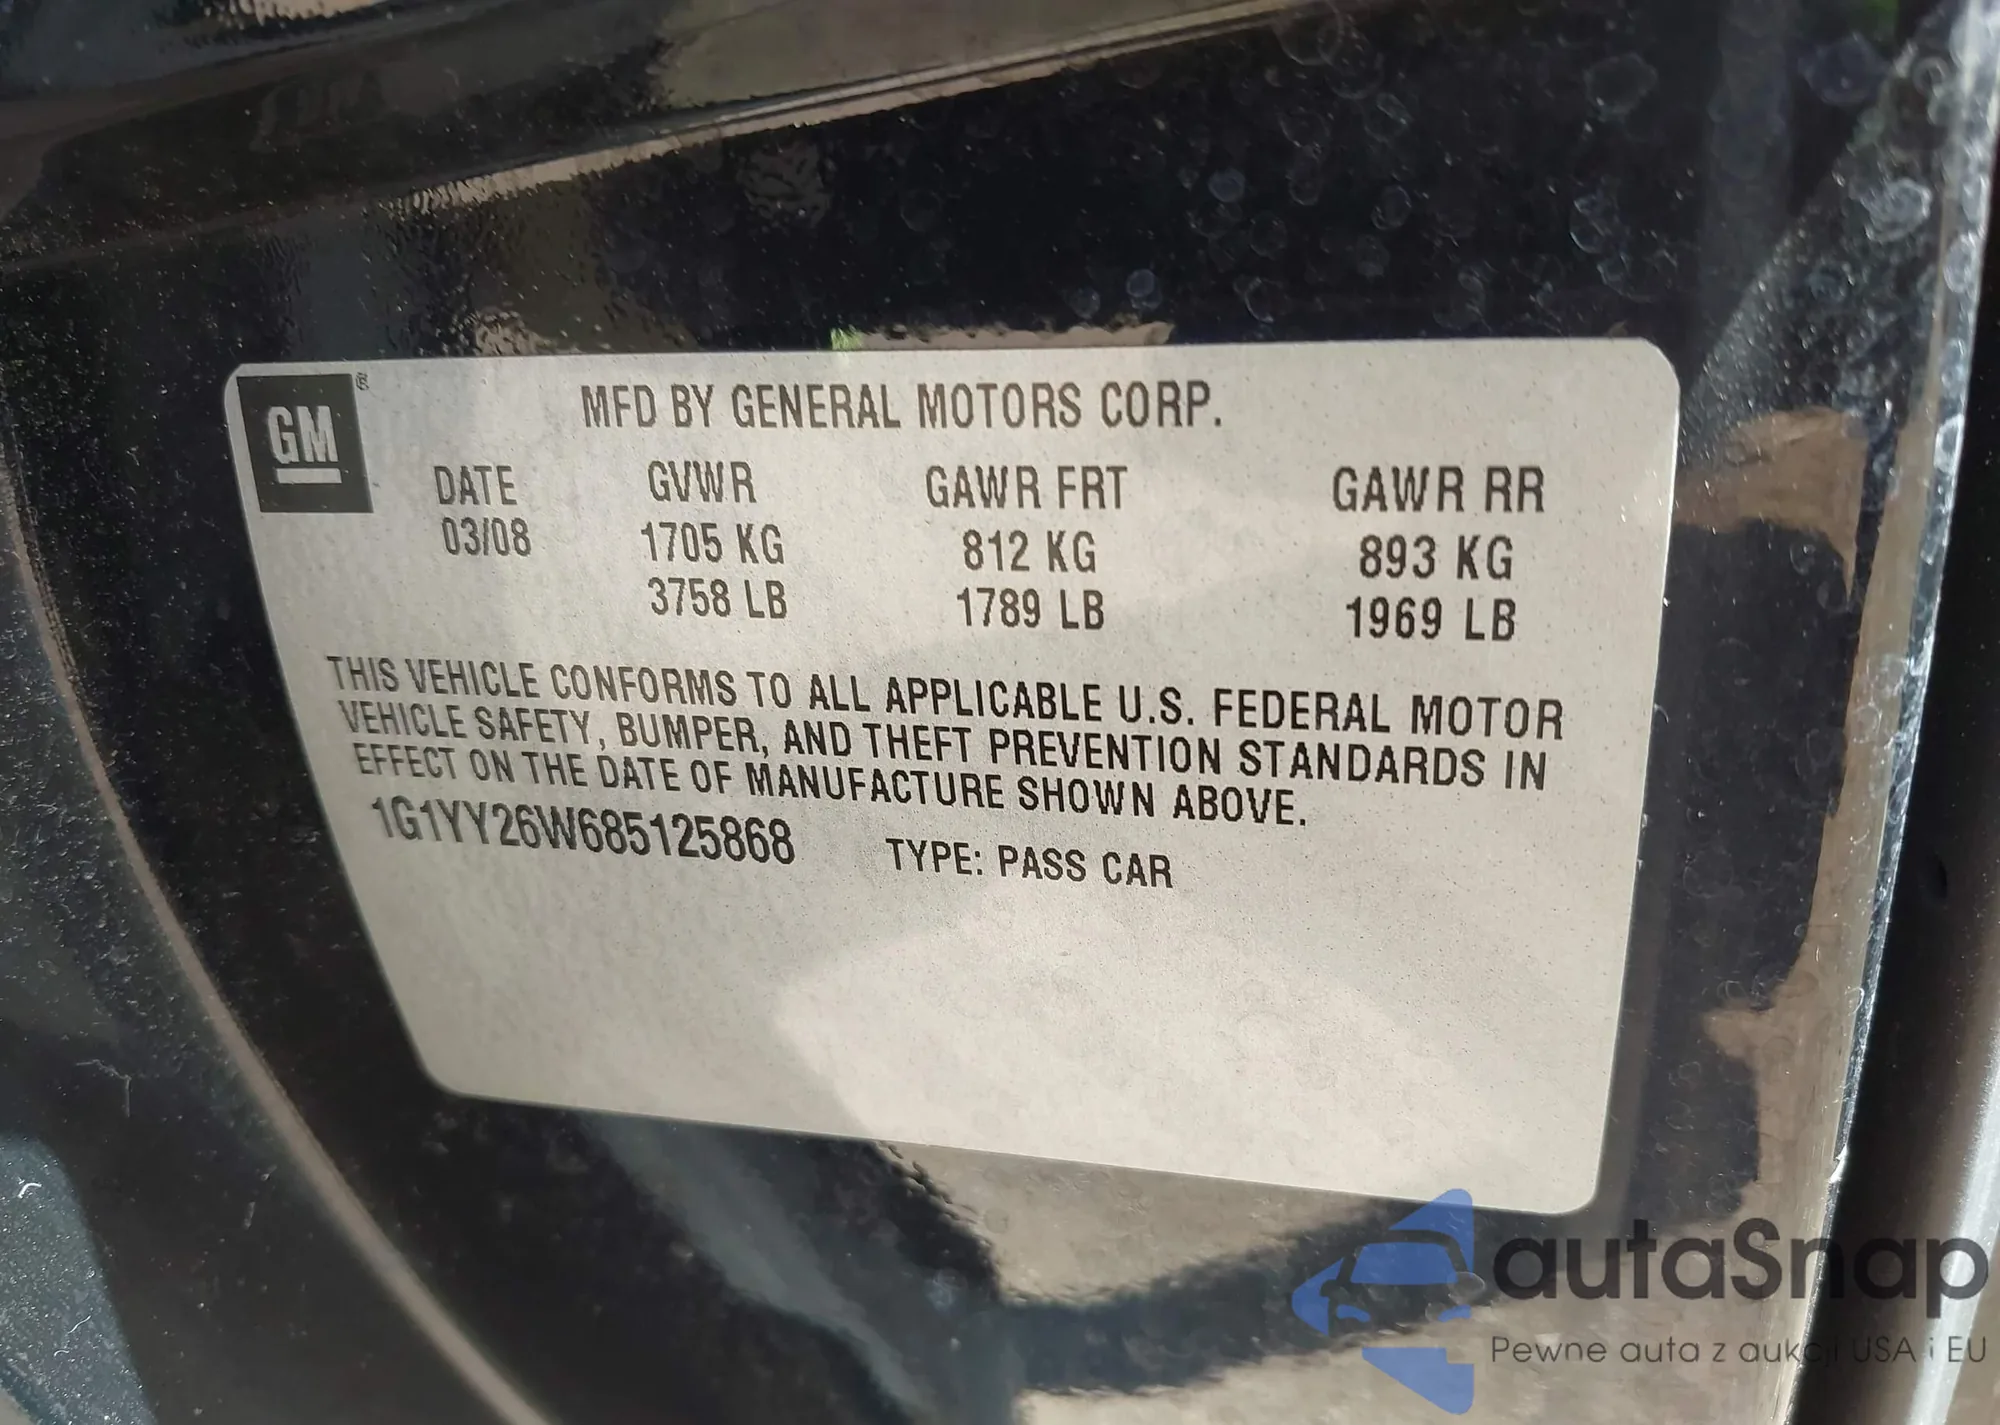 GM®
MFD BY GENERAL MOTORS CORP.
DATE GVWR GAWR FRT GAWR RR
03/08 1705 KG 812 KG 893 KG
3758 LB 1789 LB 1969 LB
THIS VEHICLE CONFORMS TO ALL APPLICABLE U.S. FEDERAL MOTOR
VEHICLE SAFETY, BUMPER, AND THEFT PREVENTION STANDARDS IN
EFFECT ON THE DATE OF MANUFACTURE SHOWN ABOVE.
1G1YY26W685125868 TYPE: PASS CAR
autaSnap
Pewne auta z aukcji USA i EU